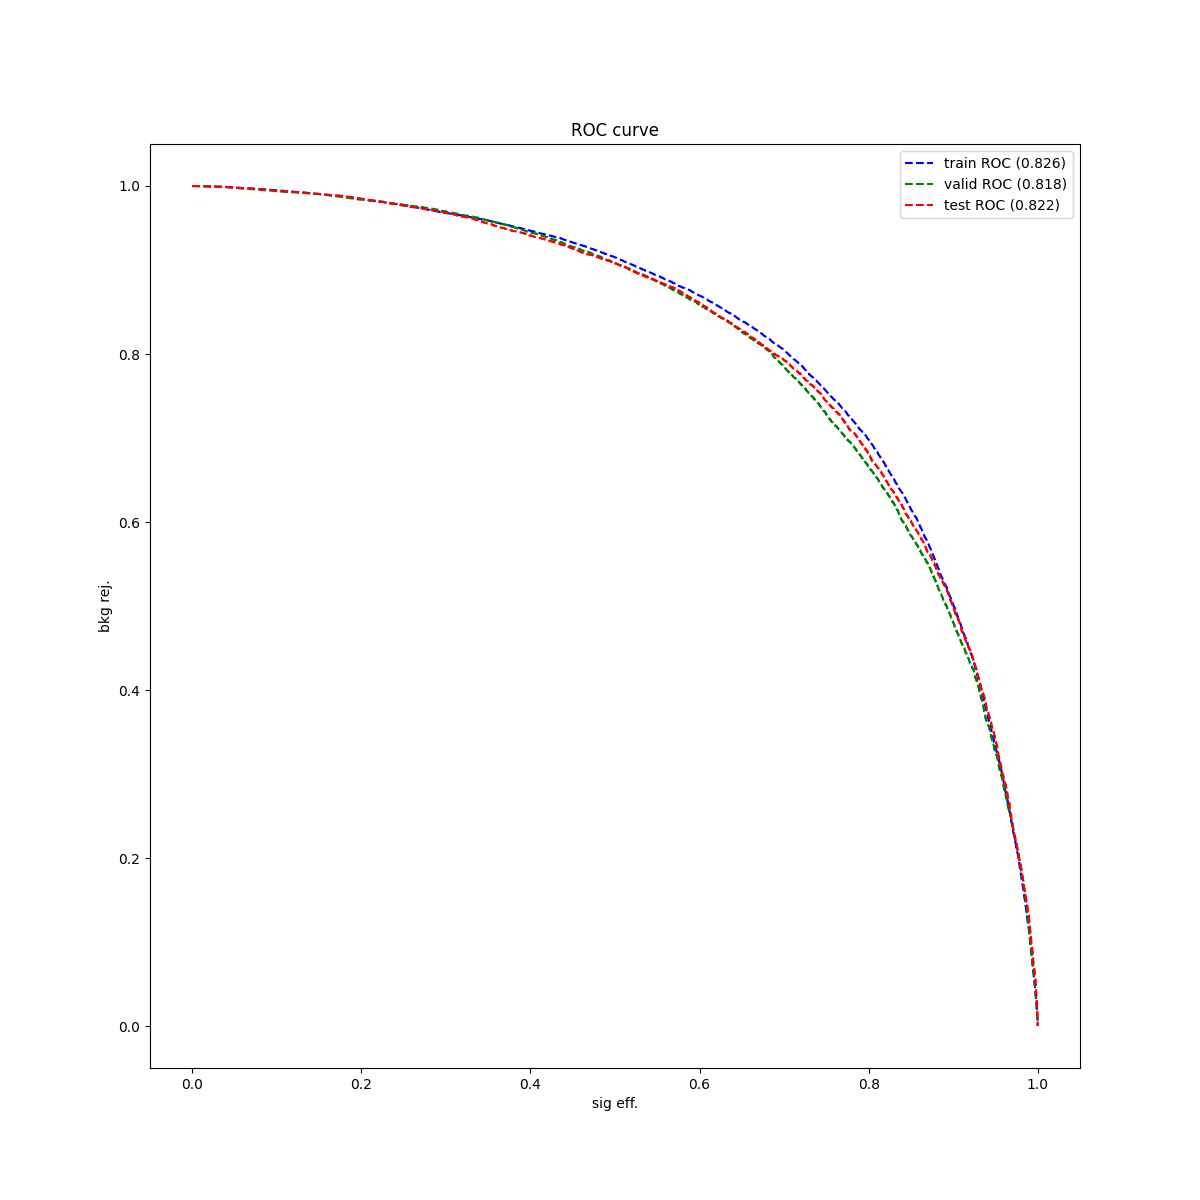 ROC curve
train ROC (0.826)
valid ROC (0.818)
test ROC (0.822)
1.0
0.8
0.6
0.4
0.2
0.0
bkg rej.
0.0 0.2 0.4 0.6 0.8 1.0
sig eff.